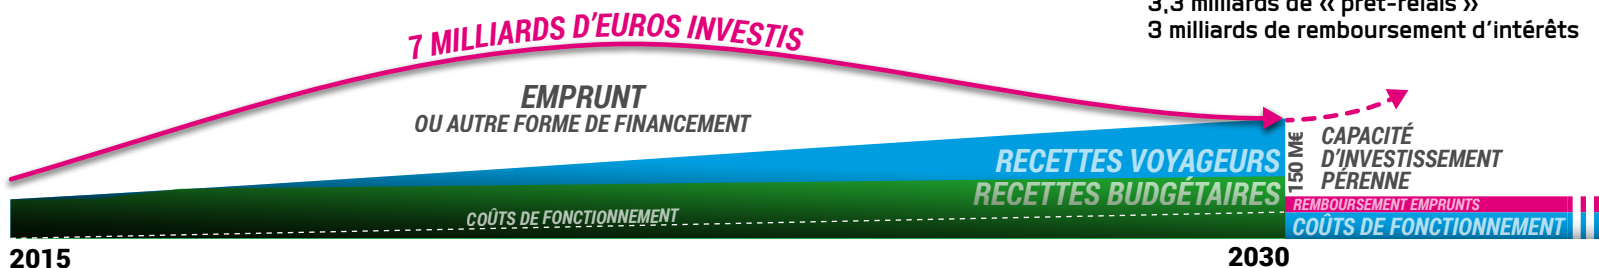 3,3 milliards de « prêt-relais »
3 milliards de remboursement d'intérêts
7 MILLIARDS D'EUROS INVESTIS
EMPRUNT
OU AUTRE FORME DE FINANCEMENT
RECETTES VOYAGEURS
RECETTES BUDGÉTAIRES
COÛTS DE FONCTIONNEMENT
150 M€
CAPACITÉ
D'INVESTISSEMENT
PÉRENNE
REMBOURSEMENT EMPRUNTS
COÛTS DE FONCTIONNEMENT
2015
2030